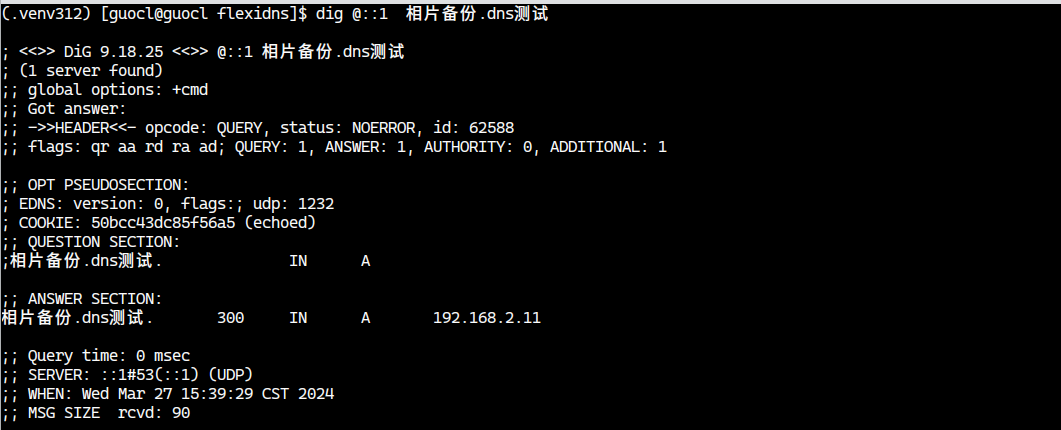 (.venv312) [guocl@guocl flexidns]$ dig @::1  相片备份.dns测试
; <<>> DiG 9.18.25 <<>> @::1 相片备份.dns测试
; (1 server found)
;; global options: +cmd
;; Got answer:
;; ->>HEADER<<- opcode: QUERY, status: NOERROR, id: 62588
;; flags: qr aa rd ra ad; QUERY: 1, ANSWER: 1, AUTHORITY: 0, ADDITIONAL: 1
;; OPT PSEUDOSECTION:
; EDNS: version: 0, flags:; udp: 1232
; COOKIE: 50bcc43dc85f56a5 (echoed)
;; QUESTION SECTION:
;相片备份.dns测试.		IN	A
;; ANSWER SECTION:
相片备份.dns测试.	300	IN	A	192.168.2.11
;; Query time: 0 msec
;; SERVER: ::1#53(::1) (UDP)
;; WHEN: Wed Mar 27 15:39:29 CST 2024
;; MSG SIZE  rcvd: 90